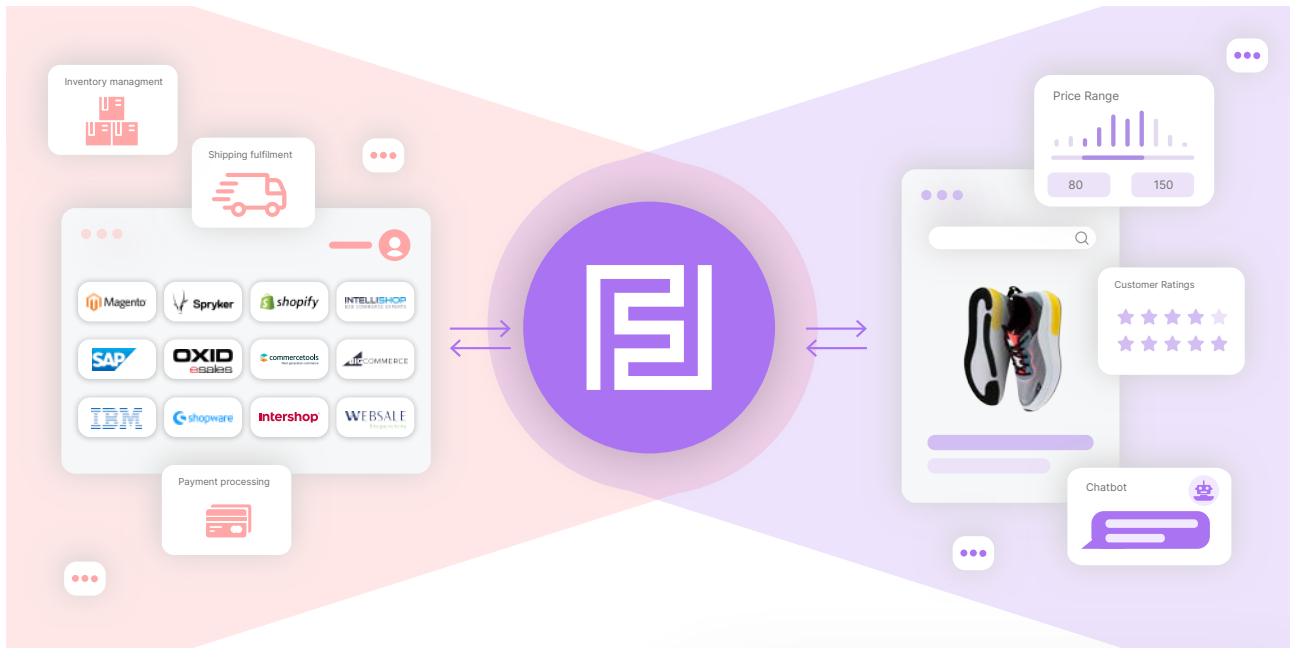 Inventory managment
Shipping fulfilment
Magento
Spryker
shopify
INTELLISHOP
SAP
OXID
esales
commercetools
BIGCOMMERCE
IBM
shopware
Intershop
WEBSALE
Payment processing
Price Range
80
150
Customer Ratings
Chatbot